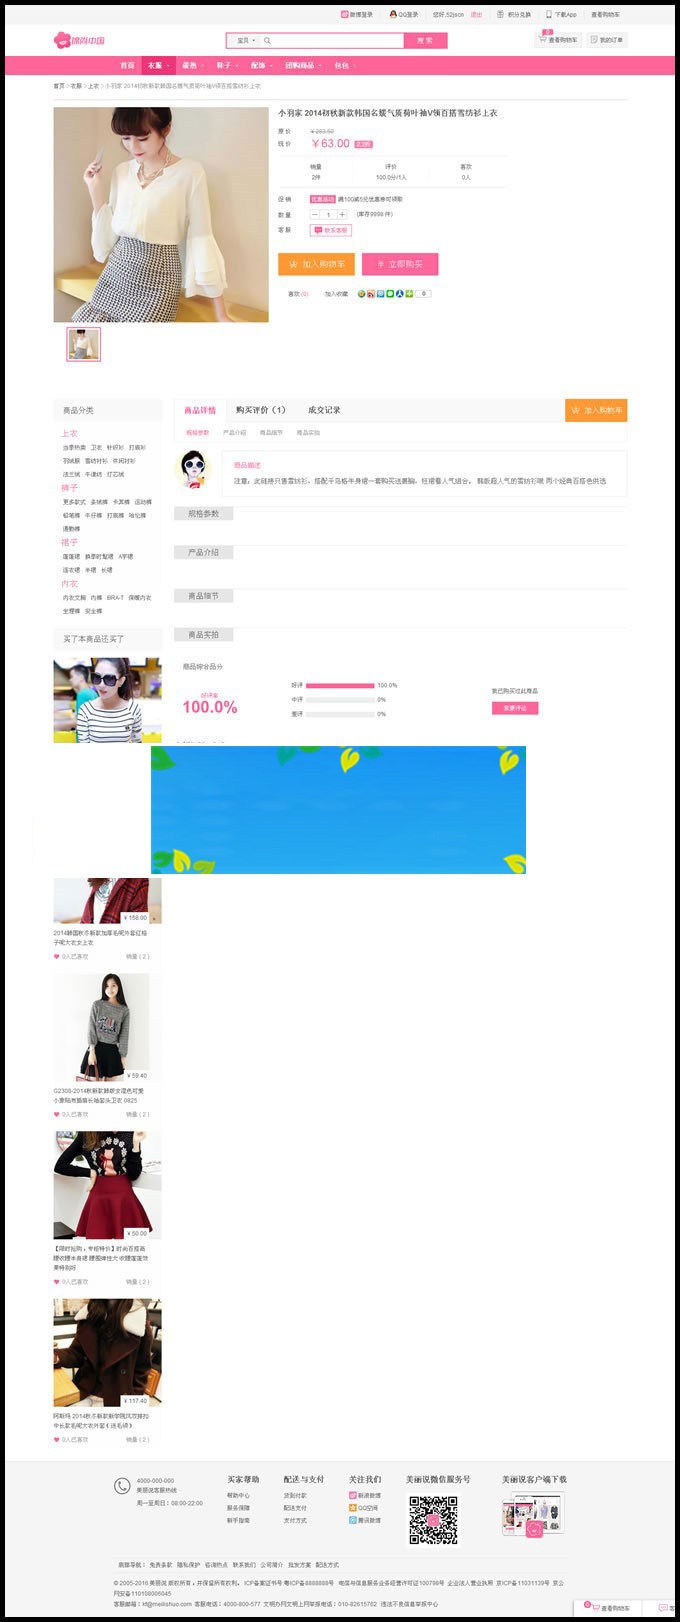 微博登录 QQ登录 您好,52jscn 退出 积分兑换 下载App 查看购物车
锦尚中国 宝贝 搜 索 0 查看购物车 我的订单
首页 衣服 裤子 配饰 团购商品 包包
首页 > 衣服 > 上衣 > 小羽家 2014初秋新款韩国名媛气质荷叶袖V领百搭雪纺衫上衣
小羽家 2014初秋新款韩国名媛气质荷叶袖V领百搭雪纺衫上衣
原 价
现 价 ¥63.00
销量 评价 喜欢
2件 100.0分/1人 0人
促 销 优惠活动 满100减5元优惠券可领取
数 量 1 (库存9999 件)
客 服 联系客服
加入购物车 ¥ 立即购买
喜欢 (0) 加入收藏 0
商品分类
上衣
当季热卖 卫衣 针织衫 打底衫
羽绒服 雪纺衬衫 休闲衬衫
法兰绒 牛津纺 灯芯绒
裤子
更多款式 多绒裤 卡其裤 运动裤
铅笔裤 牛仔裤 打底裤 哈伦裤
裙子
蓬蓬裙 换季时髦裙 A字裙
连衣裙 半裙 长裙
内衣
内衣文胸 内裤 BRA-T 保暖内衣
生理裤 安全裤
商品详情 购买评价（1） 成交记录 加入购物车
规格参数 产品介绍 商品细节 商品实拍
商品描述
注意，此链接只售雪纺衫，搭配千鸟格半身裙一套购买送惠购，短裙看人气组合。 韩版超人气的雪纺衫哦 两个经典百搭色供选
规格参数
产品介绍
商品细节
商品实拍
买了本商品还买了
商品综合品分
好评率
100.0%
好评 100.0%
中评 0%
差评 0%
我已购买过此商品
我要评论
¥ 158.00
2014韩国秋冬新款加厚毛呢外套红格
子呢大衣女上衣
0人已喜欢 销量 ( 2 )
¥ 59.40
G2308-2014秋新款韩版女混色可爱
小象贴布圆肩长袖套头卫衣 0825
0人已喜欢 销量 ( 2 )
¥ 50.00
【限时抢购，专柜特价】时尚百搭高
腰收腰半身裙 腰围弹性大 收腰蓬蓬效
果特别好
0人已喜欢 销量 ( 2 )
¥ 117.40
阿斯玛 2014秋冬新款新学院风双排扣
中长款毛呢大衣外套（送毛领）
0人已喜欢 销量 ( 2 )
4000-000-000
美丽说客服热线
周一至周日：08:00-22:00
买家帮助
帮助中心
服务保障
新手指南
配送与支付
货到付款
配送支付
支付方式
关注我们
新浪微博
QQ空间
腾讯微博
美丽说微信服务号
美丽说客户端下载
底部导航： 免责条款 隐私保护 咨询热点 联系我们 公司简介 批发方案 配送方式
© 2005-2016 美丽说 版权所有，并保留所有权利。 ICP备案证书号:粤ICP备8888888号 电信与信息服务业务经营许可证100798号 企业法人营业执照 京ICP备11031139号 京公
网安备110108006045
客服邮箱：kf@meilishuo.com 客服电话：4000-800-577 文明办网文明上网举报电话：010-82615762 违法不良信息举报中心
0 查看购物车